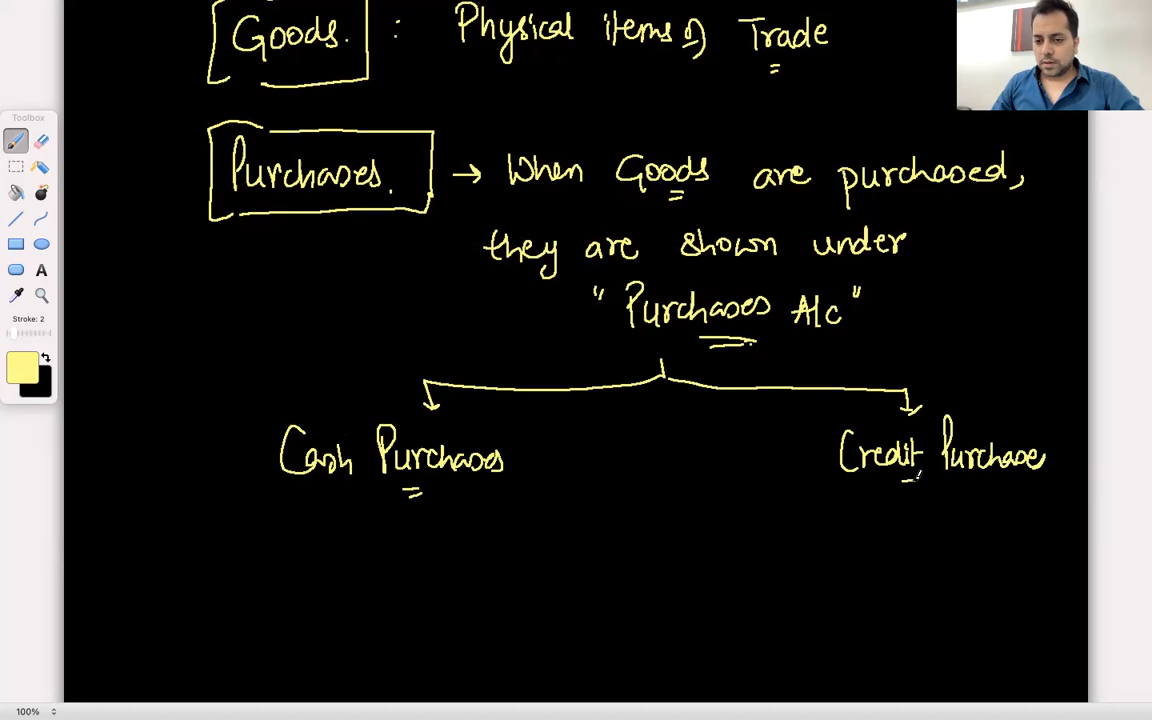 Goods. : Physical items of Trade
Toolbox
Purchases. → When Goods are purchased,
they are shown under
"Purchases A/c"
Stroke: 2
Cash Purchases
Credit Purchase
A
100%